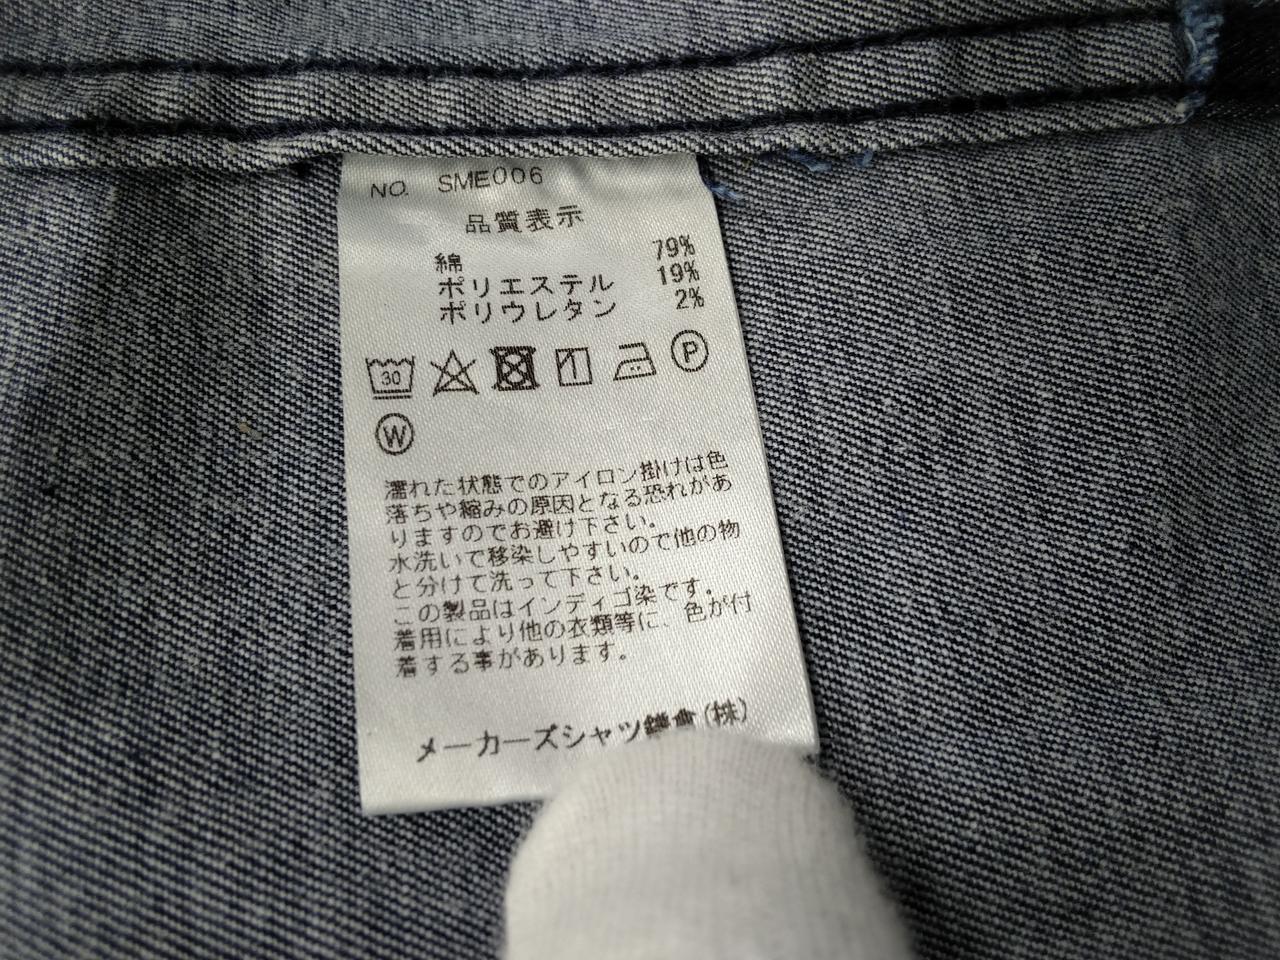 NO. SME006
品質表示
綿 79%
ポリエステル 19%
ポリウレタン 2%
30
P
W
濡れた状態でのアイロン掛けは色
落ちや縮みの原因となる恐れがあ
りますのでお避け下さい。
水洗いで移染しやすいので他の物
と分けて洗って下さい。
この製品はインディゴ染です。
着用により他の衣類等に、色が付
着する事があります。
メーカーズシャツ鎌倉(株)